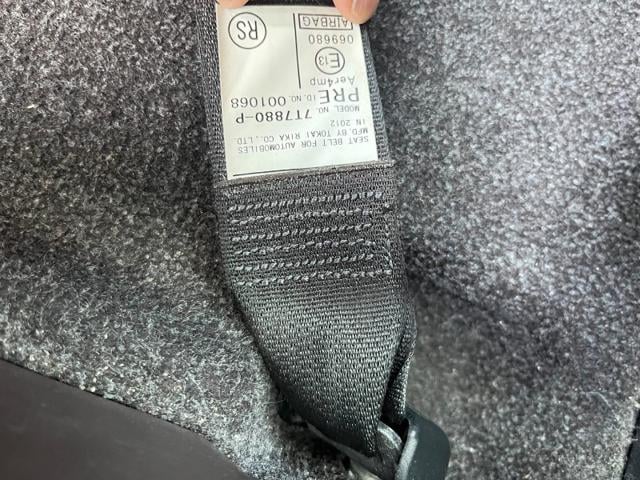 SEAT BELT FOR AUTOMOBILES
MFD. BY TOKAI RIKA CO., LTD.
IN 2012
MODEL NO. 7T7880-P
PRE I D. NO. 001068
Aer4mp
E13
069680
AIRBAG
RS